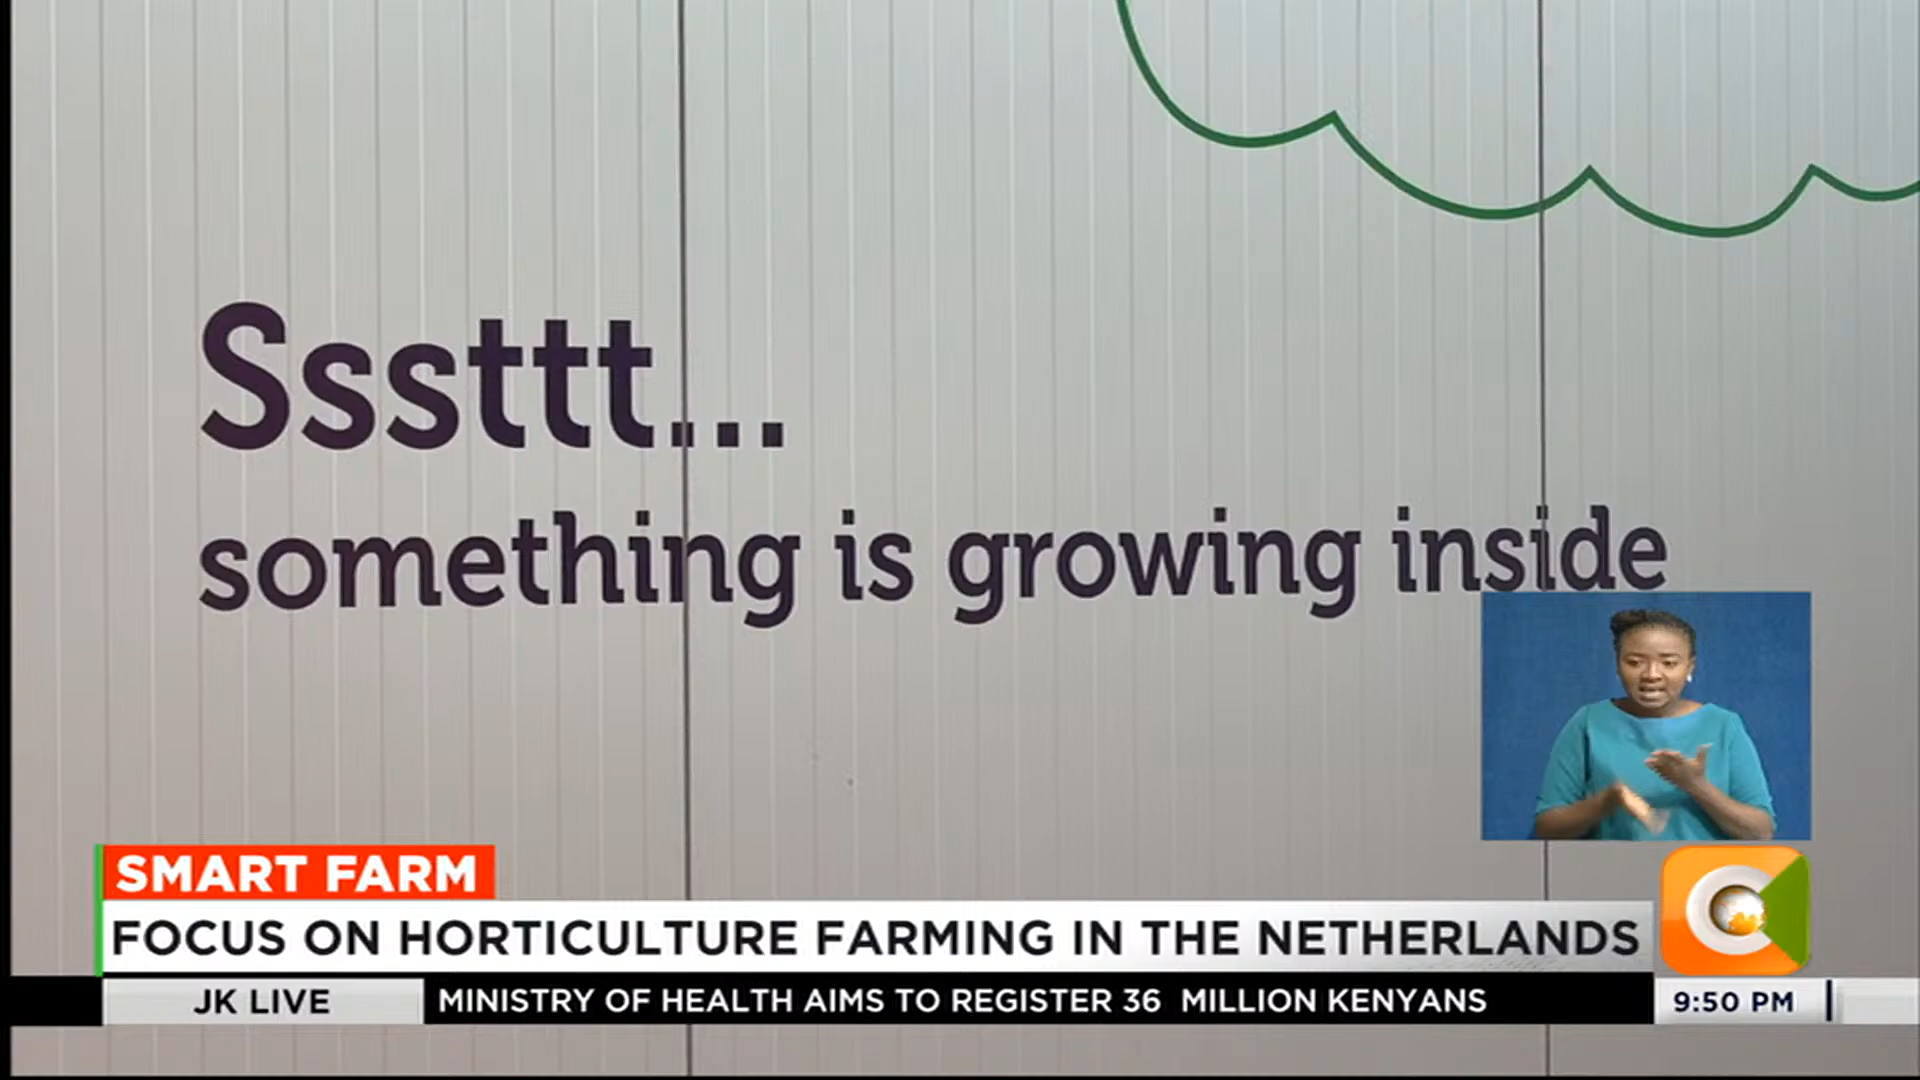 Sssttt...
something is growing inside
SMART FARM
FOCUS ON HORTICULTURE FARMING IN THE NETHERLANDS
JK LIVE
MINISTRY OF HEALTH AIMS TO REGISTER 36 MILLION KENYANS
9:50 PM